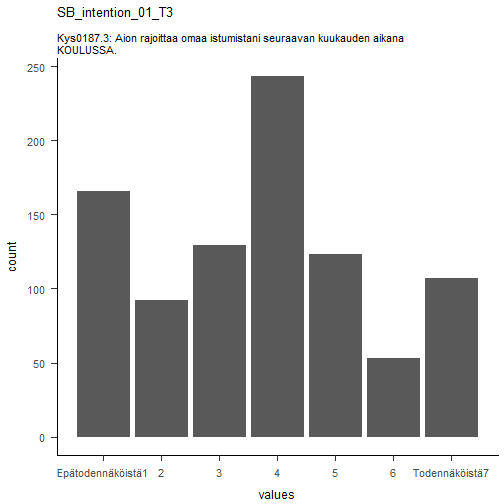 SB_intention_01_T3
Kys0187.3: Aion rajoittaa omaa istumistani seuraavan kuukauden aikana
KOULUSSA.
250
200
150
100
50
0
count
Epätodennäköistä1 2 3 4 5 6 Todennäköistä7
values